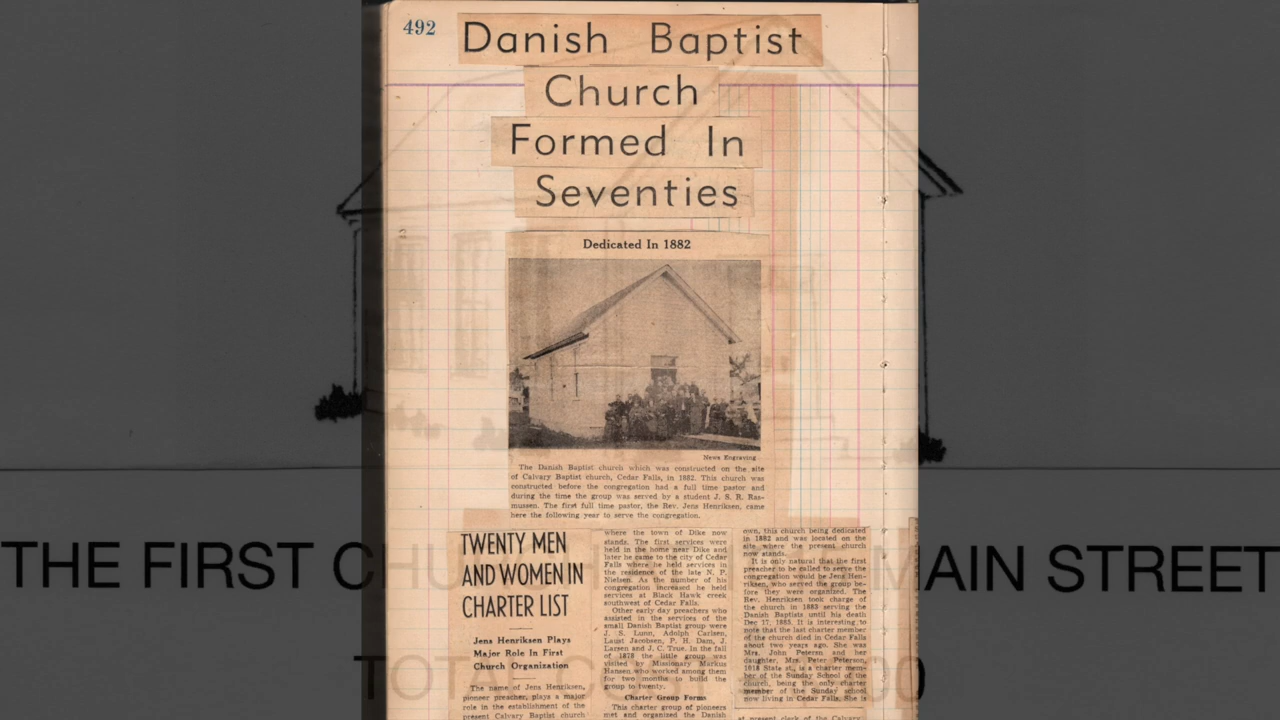 492
Danish Baptist
Church
Formed In
Seventies
Dedicated In 1882
News Engraving
The Danish Baptist church which was constructed on the site
of Calvary Baptist church, Cedar Falls, in 1882. This church was
constructed before the congregation had a full time pastor and
during the time the group was served by a student J. S. R. Ras-
mussen. The first full time pastor, the Rev. Jens Henriksen, came
here the following year to serve the congregation.
TWENTY MEN
AND WOMEN IN
CHARTER LIST
Jens Henriksen Plays
Major Role In First
Church Organization
The name of Jens Henriksen,
pioneer preacher, plays a major
role in the establishment of the
present Calvary Baptist church
where the town of Dike now
stands. The first services were
held in the home near Dike and
later he came to the city of Cedar
Falls where he held services in
the residence of the late N. P.
Nielsen. As the number of his
congregation increased he held
services at Black Hawk creek
southwest of Cedar Falls.
Other early day preachers who
assisted in the services of the
small Danish Baptist group were
J. S. Lunn, Adolph Carlsen,
Laust Jacobsen, P. H. Dam, J.
Larsen and J. C. True. In the fall
of 1878 the little group was
visited by Missionary Markus
Hansen who worked among them
for two months to build the
group to twenty.
Charter Group Forms
This charter group of pioneers
met and organized the Danish
own, this church being dedicated
in 1882 and was located on the
site where the present church
now stands.
It is only natural that the first
preacher to be called to serve the
congregation would be Jens Hen-
riksen, who served the group be-
fore they were organized. The
Rev. Henriksen took charge of
the church in 1883 serving the
Danish Baptists until his death
Dec 17, 1885. It is interesting to
note that the last charter member
of the church died in Cedar Falls
about two years ago. She was
Mrs. John Petersn and her
daughter, Mrs. Peter Peterson,
1018 State st., is a charter mem-
ber of the Sunday School of the
church, being the only charter
member of the Sunday school
now living in Cedar Falls. She is
at present clerk of the Calvary
THE FIRST MAIN STREET